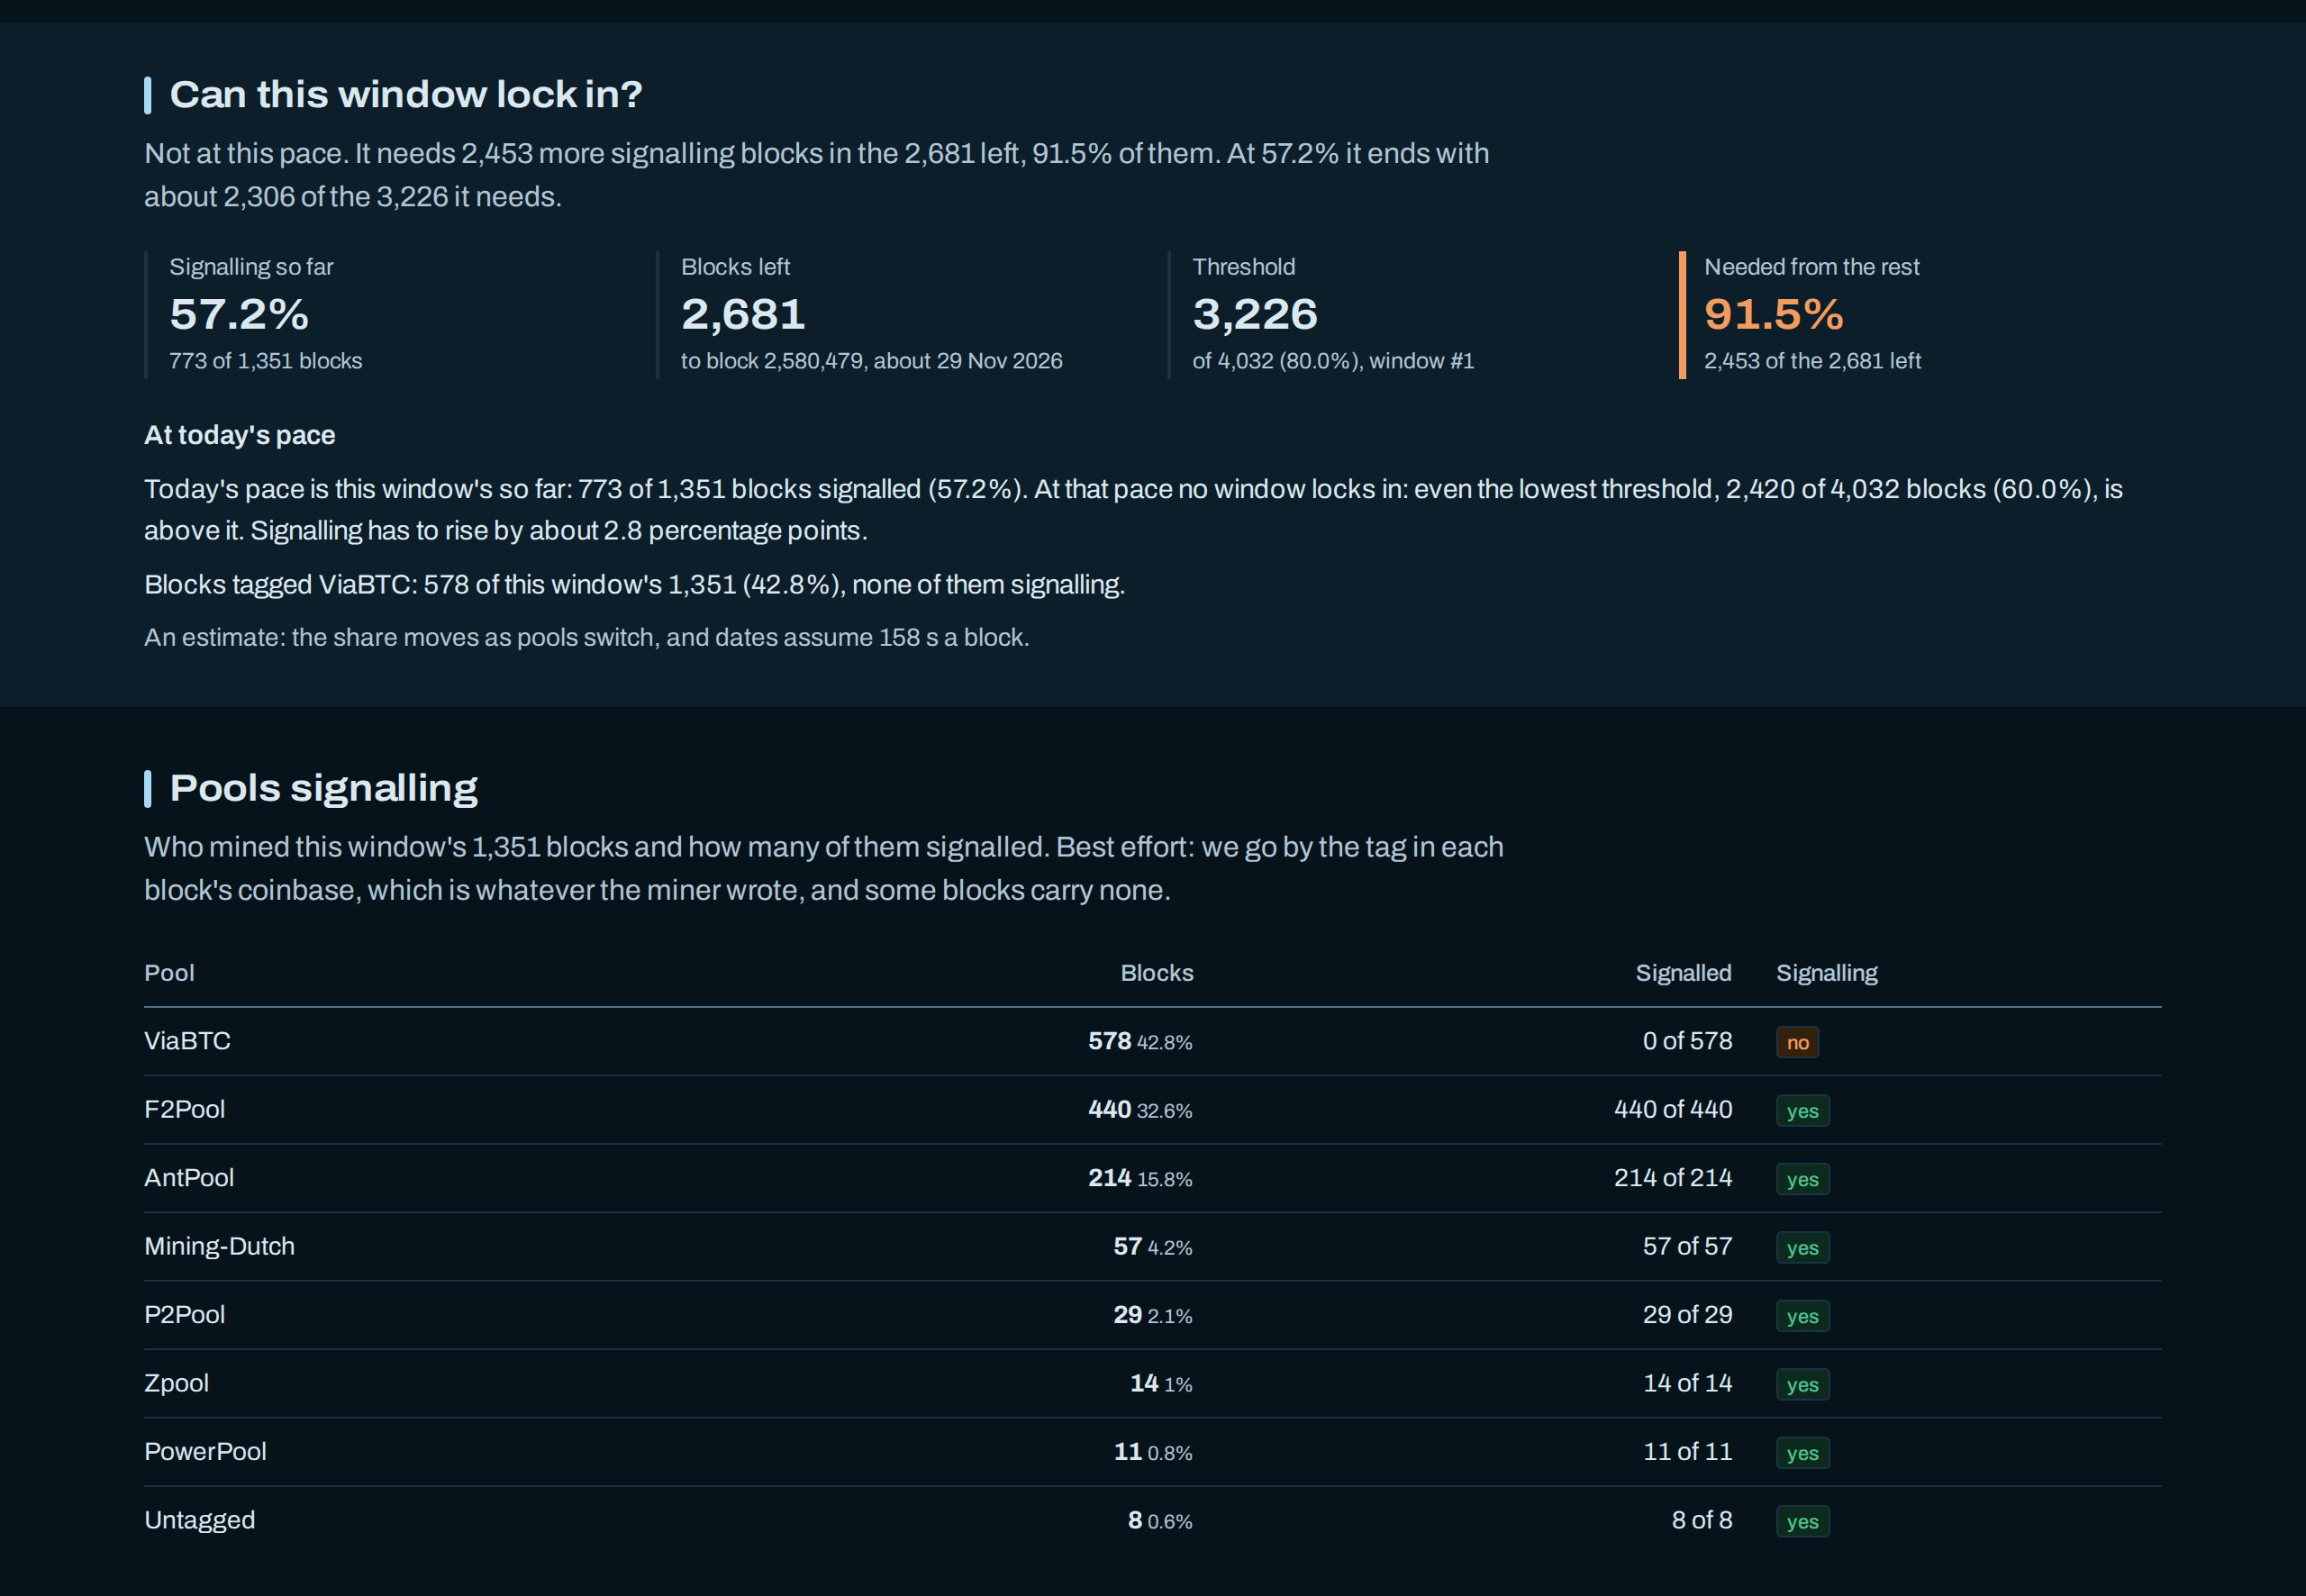 Can this window lock in?
Not at this pace. It needs 2,453 more signalling blocks in the 2,681 left, 91.5% of them. At 57.2% it ends with
about 2,306 of the 3,226 it needs.
Signalling so far
57.2%
773 of 1,351 blocks
Blocks left
2,681
to block 2,580,479, about 29 Nov 2026
Threshold
3,226
of 4,032 (80.0%), window #1
Needed from the rest
91.5%
2,453 of the 2,681 left
At today's pace
Today's pace is this window's so far: 773 of 1,351 blocks signalled (57.2%). At that pace no window locks in: even the lowest threshold, 2,420 of 4,032 blocks (60.0%), is
above it. Signalling has to rise by about 2.8 percentage points.
Blocks tagged ViaBTC: 578 of this window's 1,351 (42.8%), none of them signalling.
An estimate: the share moves as pools switch, and dates assume 158 s a block.
Pools signalling
Who mined this window's 1,351 blocks and how many of them signalled. Best effort: we go by the tag in each
block's coinbase, which is whatever the miner wrote, and some blocks carry none.
Pool Blocks Signalled Signalling
ViaBTC 578 42.8% 0 of 578 no
F2Pool 440 32.6% 440 of 440 yes
AntPool 214 15.8% 214 of 214 yes
Mining-Dutch 57 4.2% 57 of 57 yes
P2Pool 29 2.1% 29 of 29 yes
Zpool 14 1% 14 of 14 yes
PowerPool 11 0.8% 11 of 11 yes
Untagged 8 0.6% 8 of 8 yes